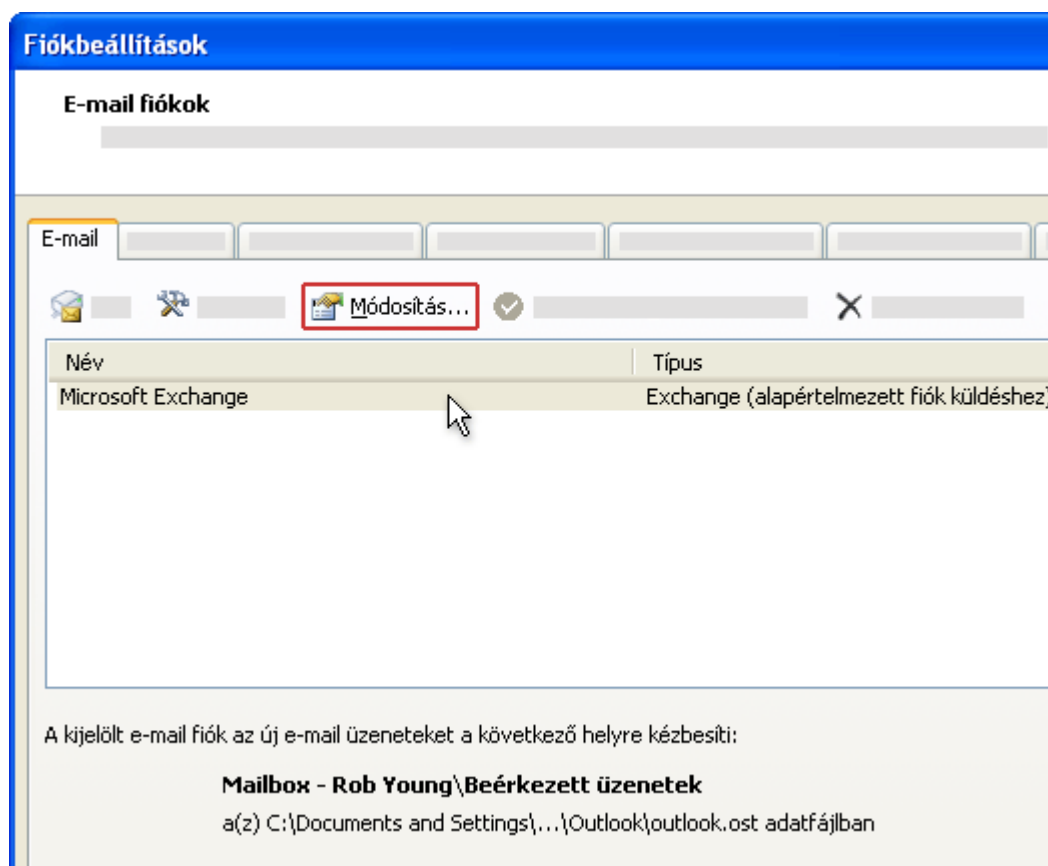 Fiókbeállítások
E-mail fiókok
E-mail
Módosítás...
Név Típus
Microsoft Exchange Exchange (alapértelmezett fiók küldéshez)
A kijelölt e-mail fiók az új e-mail üzeneteket a következő helyre kézbesíti:
Mailbox - Rob Young\Beérkezett üzenetek
a(z) C:\Documents and Settings\...\Outlook\outlook.ost adatfájlban